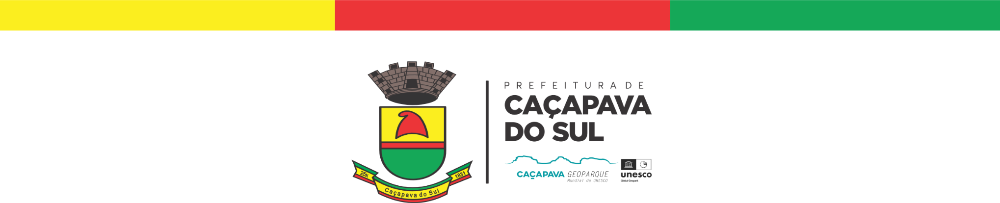 PREFEITURA DE
CAÇAPAVA
DO SUL
CAÇAPAVA GEOPARQUE
Mundial da UNESCO
unesco
Global Geopark
25x
1831
Caçapava do Sul